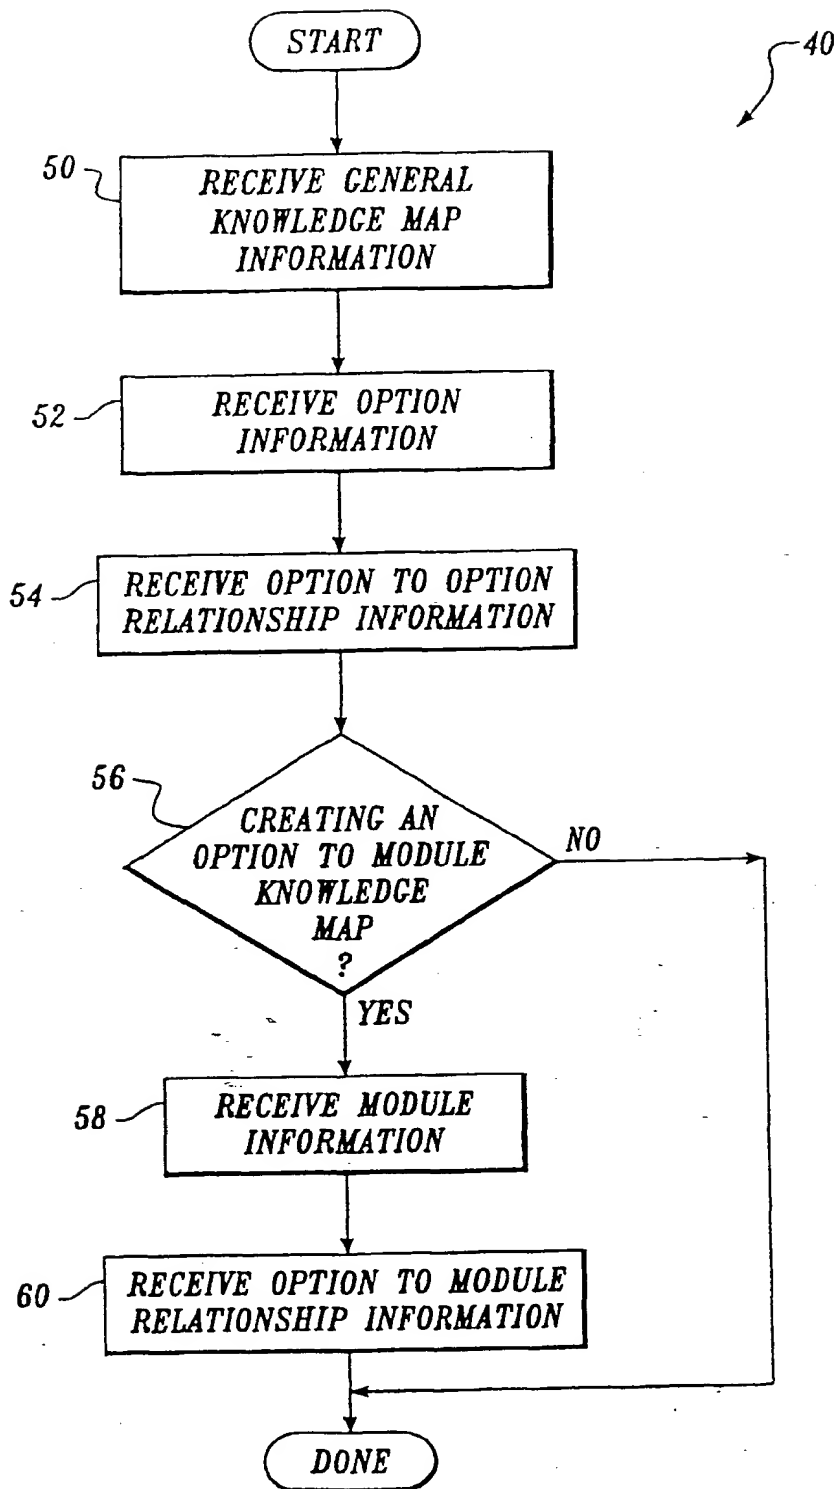 START
40
50
RECEIVE GENERAL
KNOWLEDGE MAP
INFORMATION
52
RECEIVE OPTION
INFORMATION
54
RECEIVE OPTION TO OPTION
RELATIONSHIP INFORMATION
56
CREATING AN
OPTION TO MODULE
KNOWLEDGE
MAP
?
NO
YES
58
RECEIVE MODULE
INFORMATION
60
RECEIVE OPTION TO MODULE
RELATIONSHIP INFORMATION
DONE